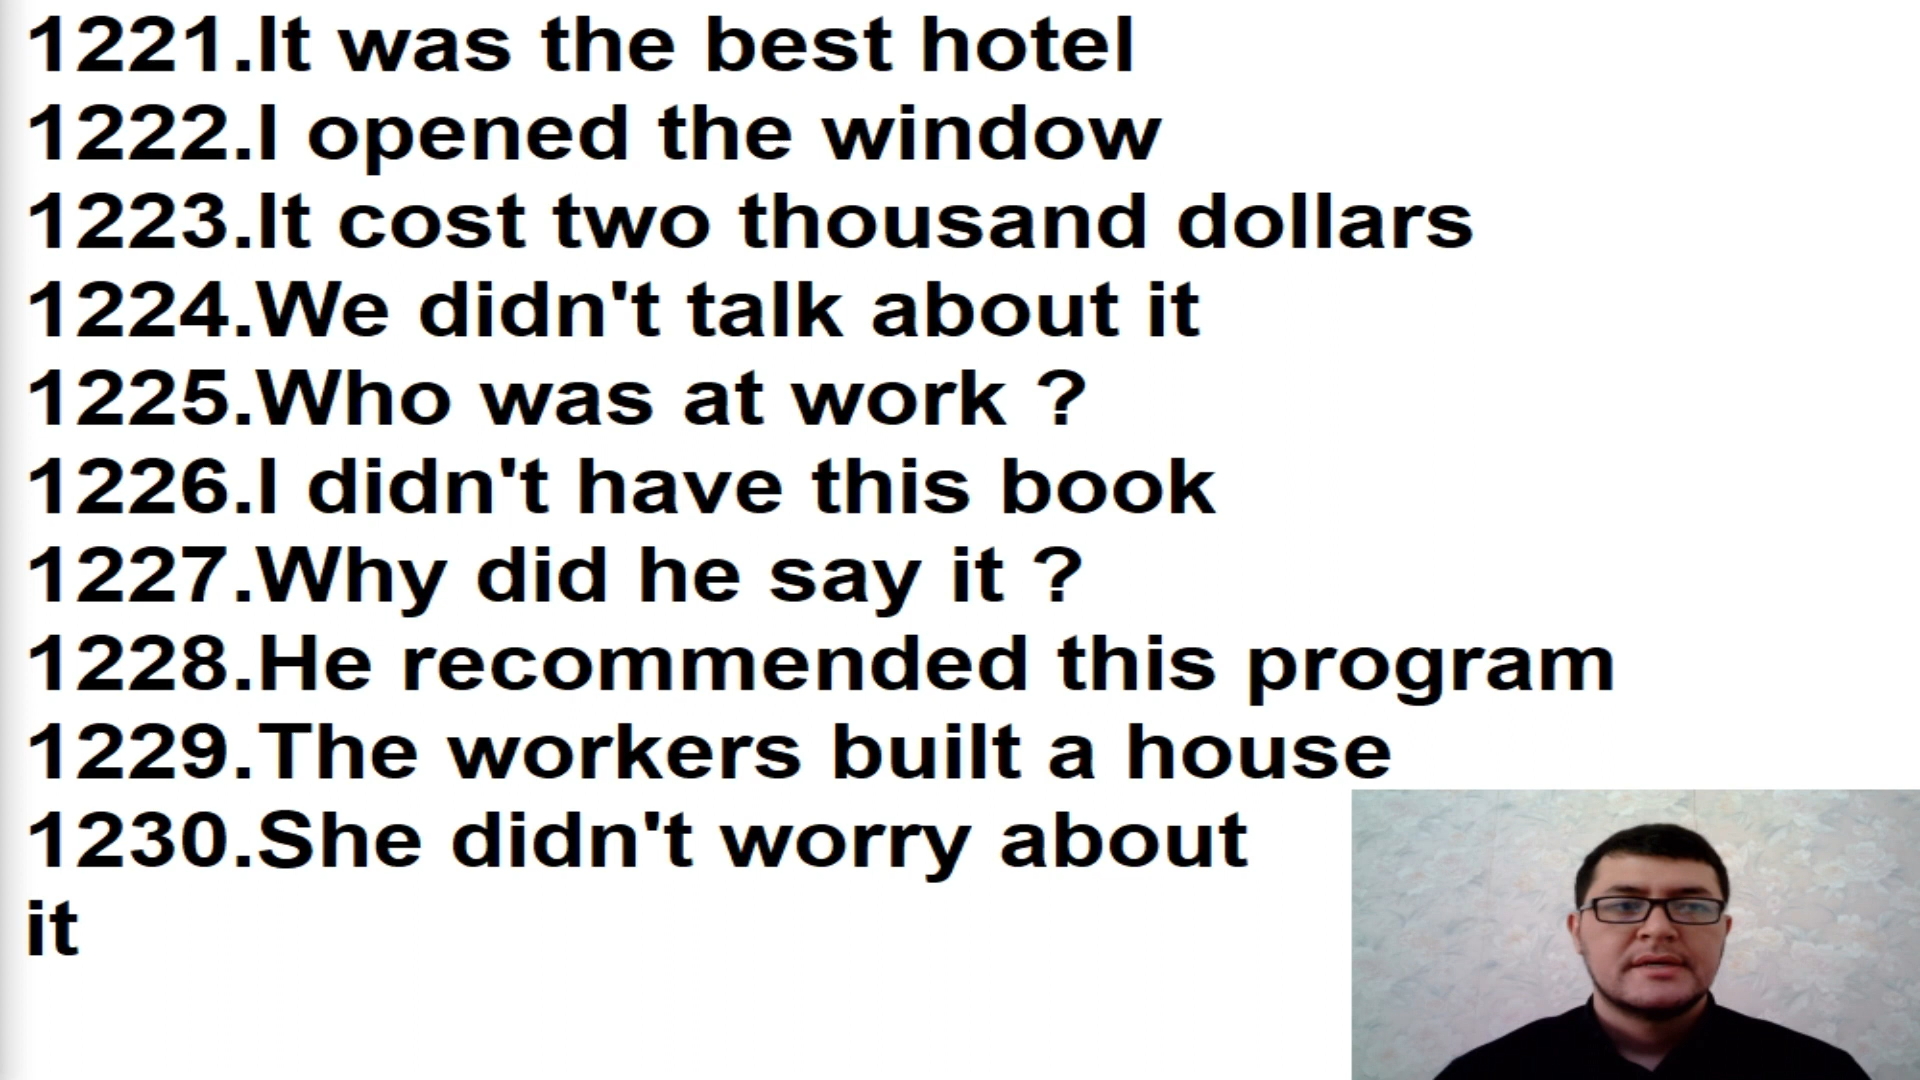 1221.It was the best hotel
1222.I opened the window
1223.It cost two thousand dollars
1224.We didn't talk about it
1225.Who was at work ?
1226.I didn't have this book
1227.Why did he say it ?
1228.He recommended this program
1229.The workers built a house
1230.She didn't worry about
it